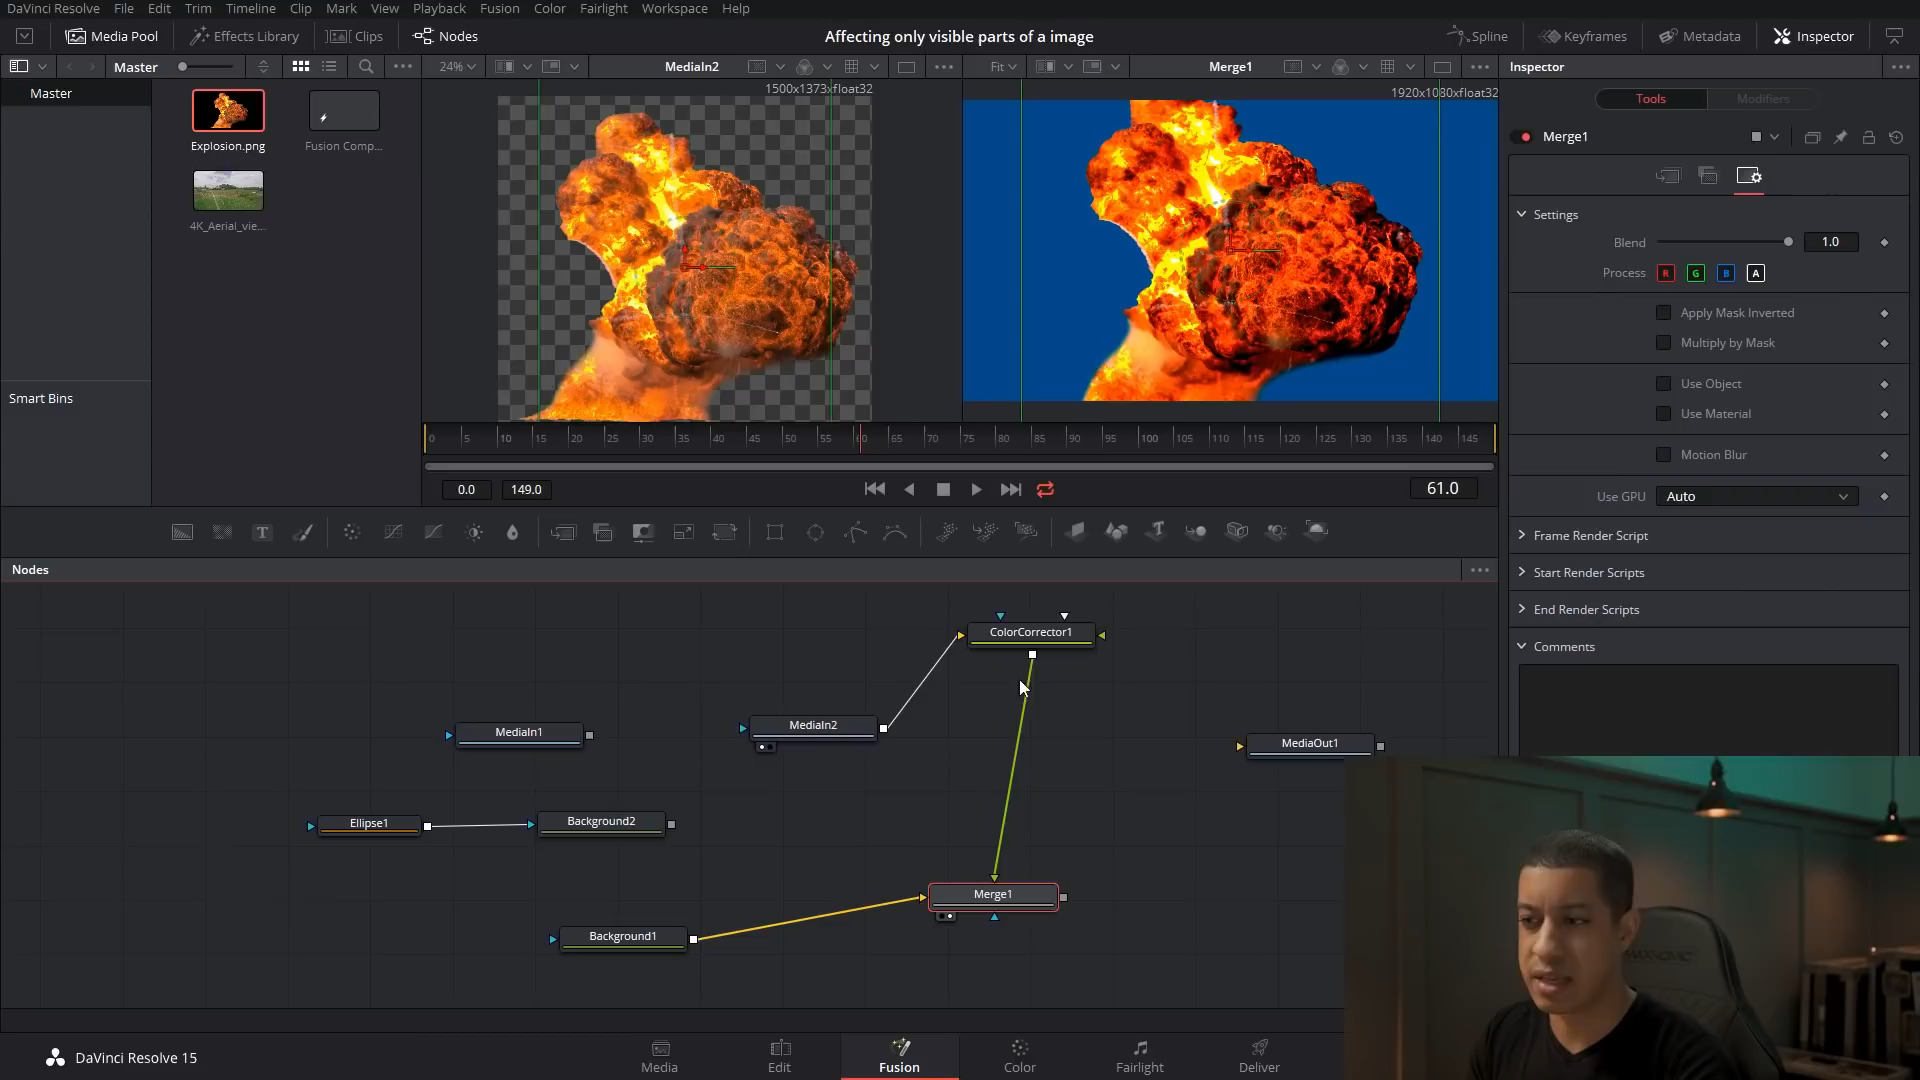 DaVinci Resolve File Edit Trim Timeline Clip Mark View Playback Fusion Color Fairlight Workspace Help
Media Pool Effects Library Clips Nodes Affecting only visible parts of a image Spline Keyframes Metadata Inspector
Master 24% MediaIn2 Fit Merge1 Inspector
Master
1500x1373xfloat32
1920x1080xfloat32
Tools Modifiers
Explosion.png
Fusion Comp...
4K_Aerial_vie...
Smart Bins
Merge1
Settings
Blend 1.0
Process R G B A
Apply Mask Inverted
Multiply by Mask
Use Object
Use Material
Motion Blur
Use GPU Auto
Frame Render Script
Start Render Scripts
End Render Scripts
Comments
0 5 10 15 20 25 30 35 40 45 50 55 60 65 70 75 80 85 90 95 100 105 110 115 120 125 130 135 140 145
0.0 149.0 61.0
Nodes
ColorCorrector1
MediaIn1
MediaIn2
MediaOut1
Ellipse1
Background2
Merge1
Background1
DaVinci Resolve 15
Media Edit Fusion Color Fairlight Deliver